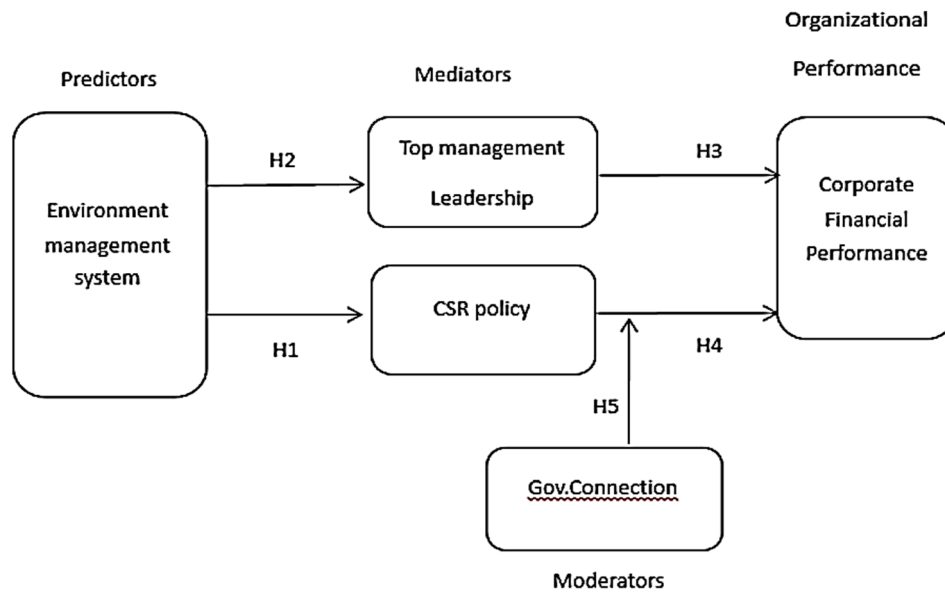 Organizational
Performance
Predictors
Mediators
Environment
management
system
H2
Top management
Leadership
H3
Corporate
Financial
Performance
H1
CSR policy
H4
H5
Gov.Connection
Moderators